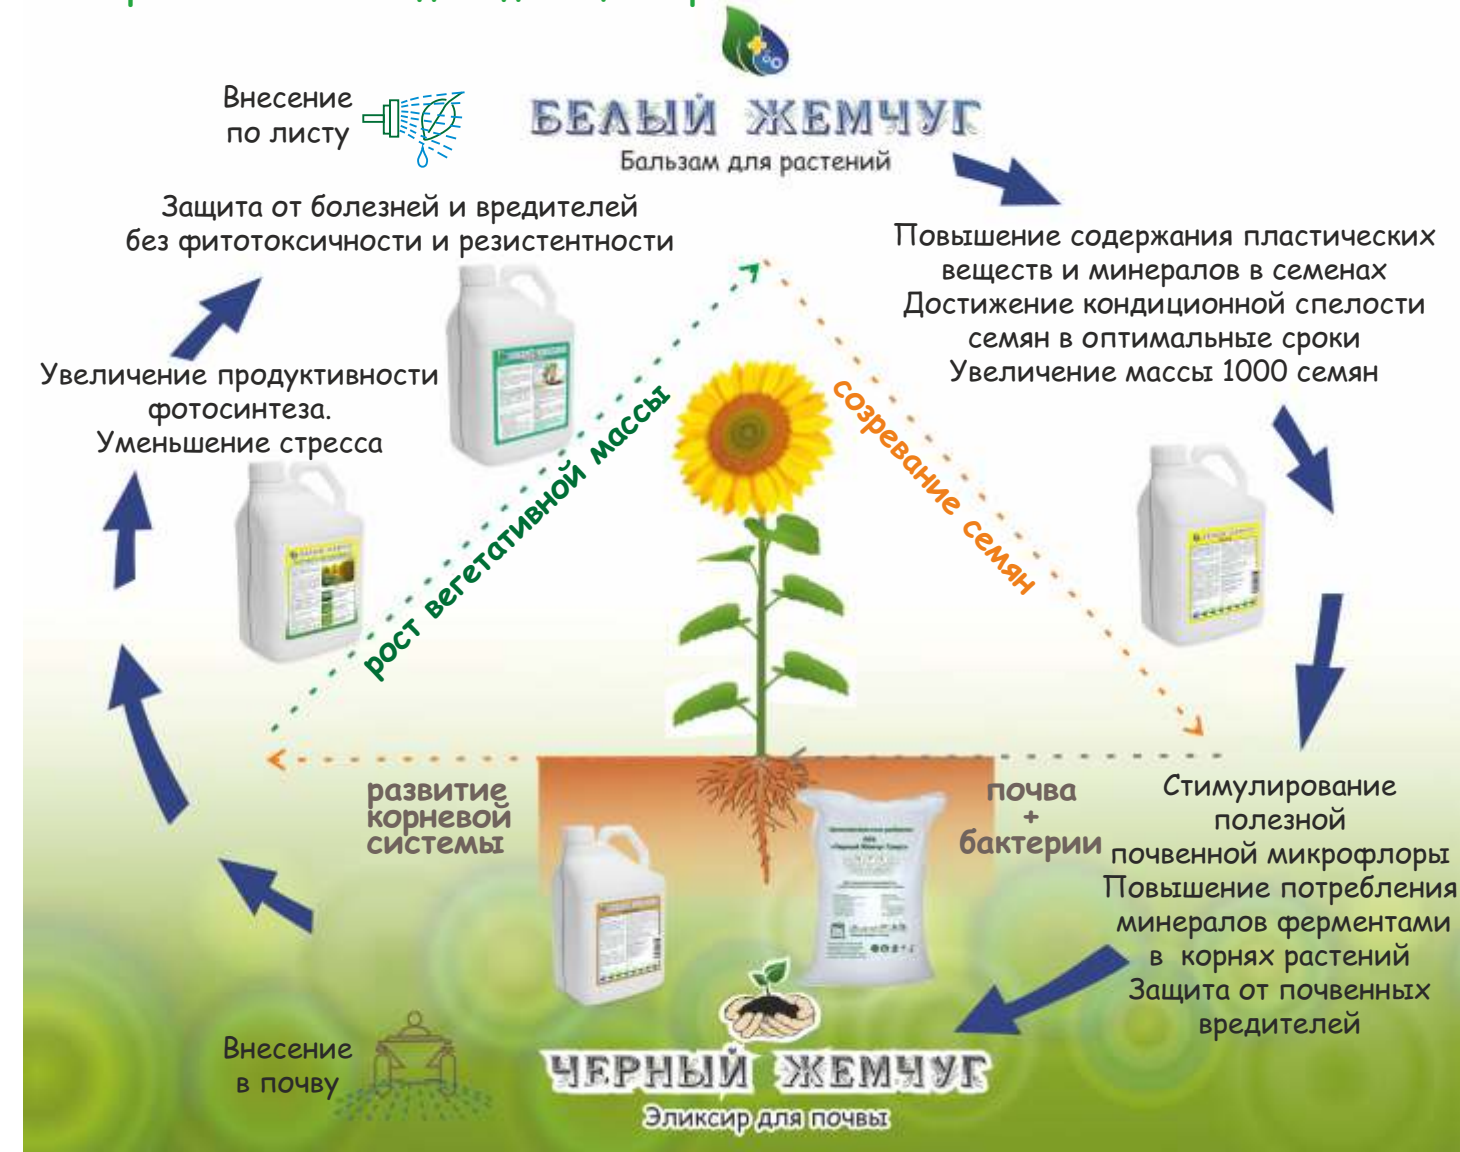 БЕЛЫЙ ЖЕМЧУГ
Бальзам для растений
Внесение
по листу
Защита от болезней и вредителей
без фитотоксичности и резистентности
Повышение содержания пластических
веществ и минералов в семенах
Достижение кондиционной спелости
семян в оптимальные сроки
Увеличение массы 1000 семян
Увеличение продуктивности
фотосинтеза.
Уменьшение стресса
рост вегетативной массы
созревание семян
развитие
корневой
системы
почва
+
бактерии
Стимулирование
полезной
почвенной микрофлоры
Повышение потребления
минералов ферментами
в корнях растений
Защита от почвенных
вредителей
Внесение
в почву
ЧЕРНЫЙ ЖЕМЧУГ
Эликсир для почвы